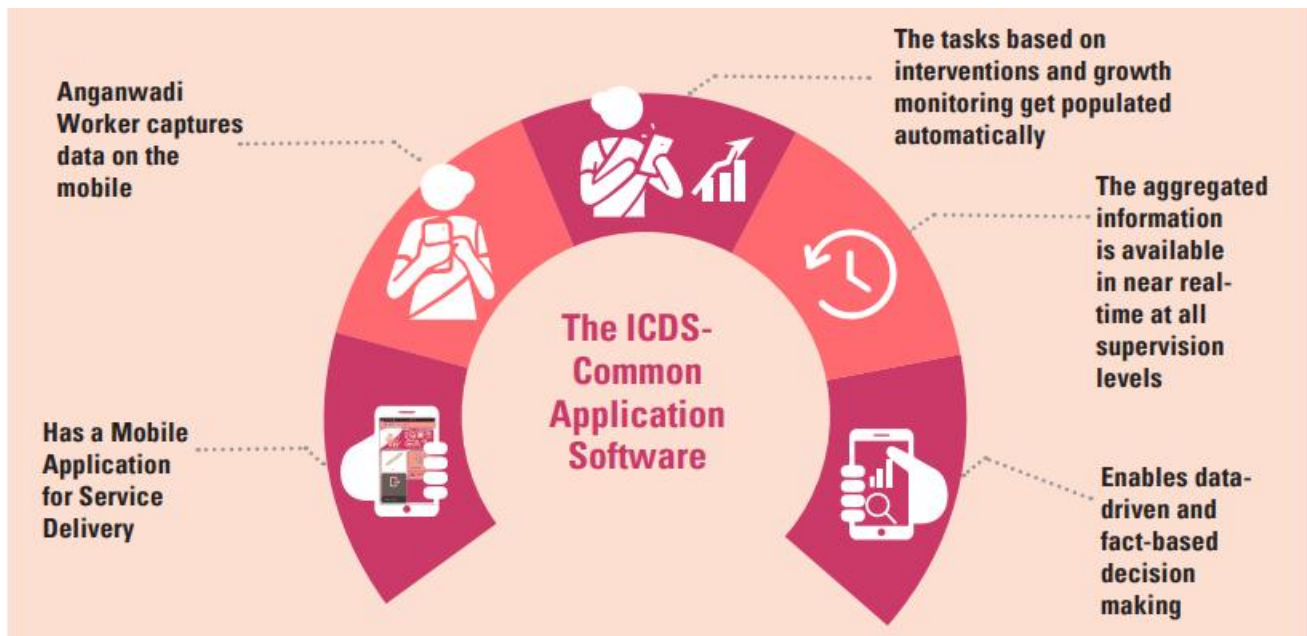 The ICDS-
Common
Application
Software
Has a Mobile
Application
for Service
Delivery
Anganwadi
Worker captures
data on the
mobile
The tasks based on
interventions and growth
monitoring get populated
automatically
The aggregated
information
is available
in near real-
time at all
supervision
levels
Enables data-
driven and
fact-based
decision
making